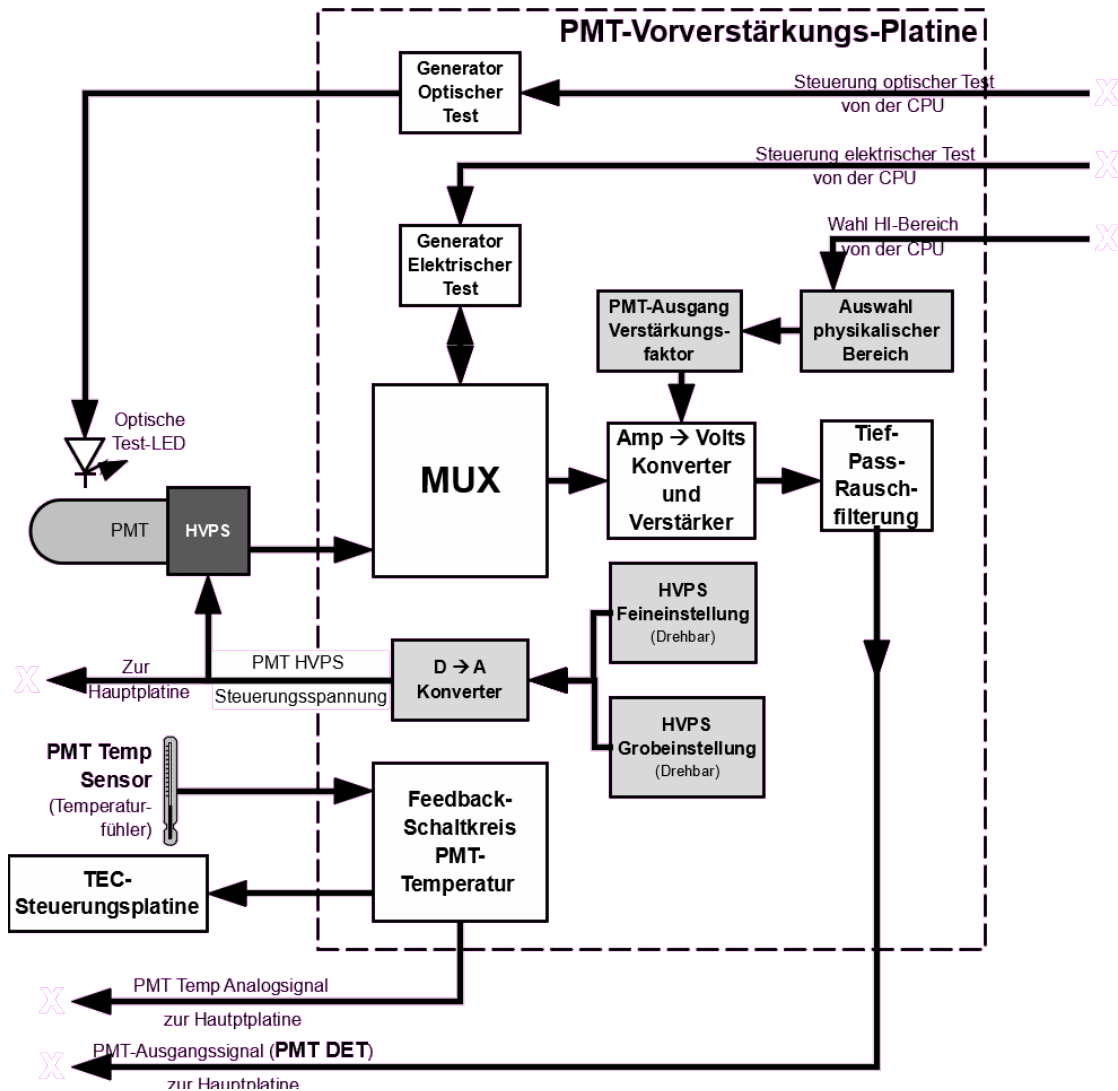 PMT-Vorverstärkungs-Platine
Generator
Optischer
Test
Steuerung optischer Test
von der CPU
X
Steuerung elektrischer Test
von der CPU
X
Wahl HI-Bereich
von der CPU
X
Generator
Elektrischer
Test
PMT-Ausgang
Verstärkungs-
faktor
Auswahl
physikalischer
Bereich
Optische
Test-LED
MUX
Amp → Volts
Konverter
und
Verstärker
Tief-
Pass-
Rausch-
filterung
PMT
HVPS
HVPS
Feineinstellung
(Drehbar)
X
Zur
Hauptplatine
PMT HVPS
Steuerungsspannung
D → A
Konverter
HVPS
Grobeinstellung
(Drehbar)
PMT Temp
Sensor
(Temperatur-
fühler)
Feedback-
Schaltkreis
PMT-
Temperatur
TEC-
Steuerungsplatine
X
PMT Temp Analogsignal
zur Hautptplatine
X
PMT-Ausgangssignal (PMT DET)
zur Hauptplatine